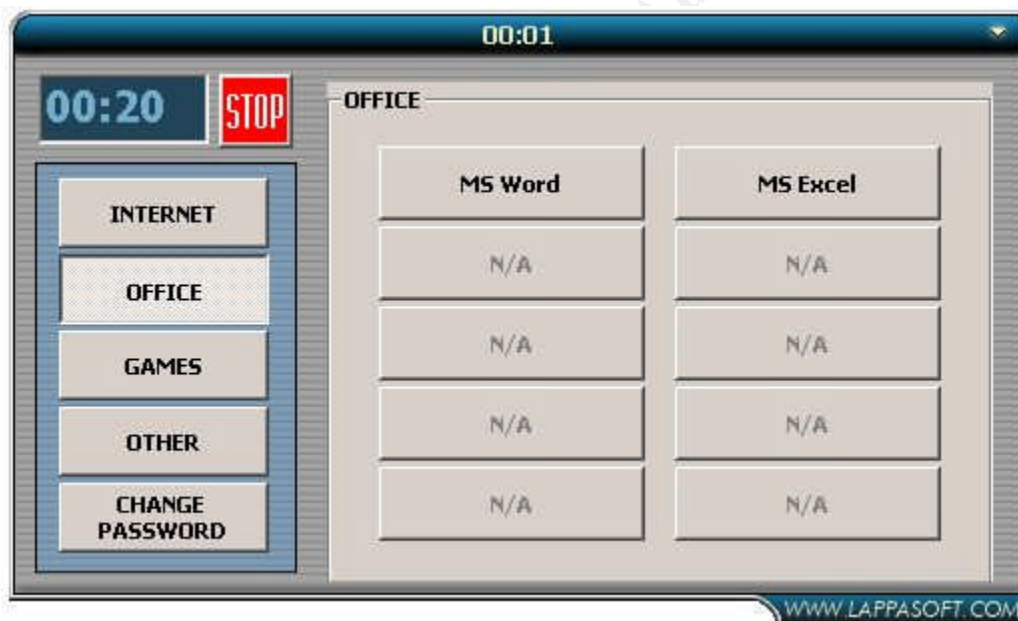 00:01
00:20
STOP
OFFICE
INTERNET
OFFICE
GAMES
OTHER
CHANGE
PASSWORD
MS Word MS Excel
N/A N/A
N/A N/A
N/A N/A
N/A N/A
WWW.LAPPASOFT.COM